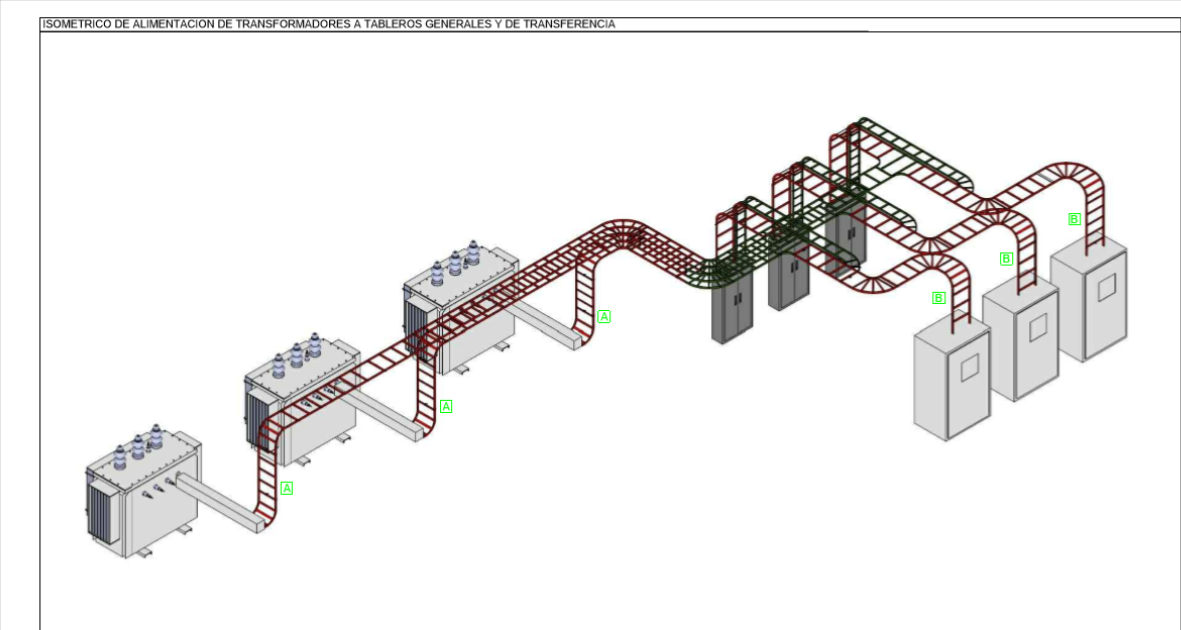 ISOMETRICO DE ALIMENTACION DE TRANSFORMADORES A TABLEROS GENERALES Y DE TRANSFERENCIA
B
B
B
A
A
A